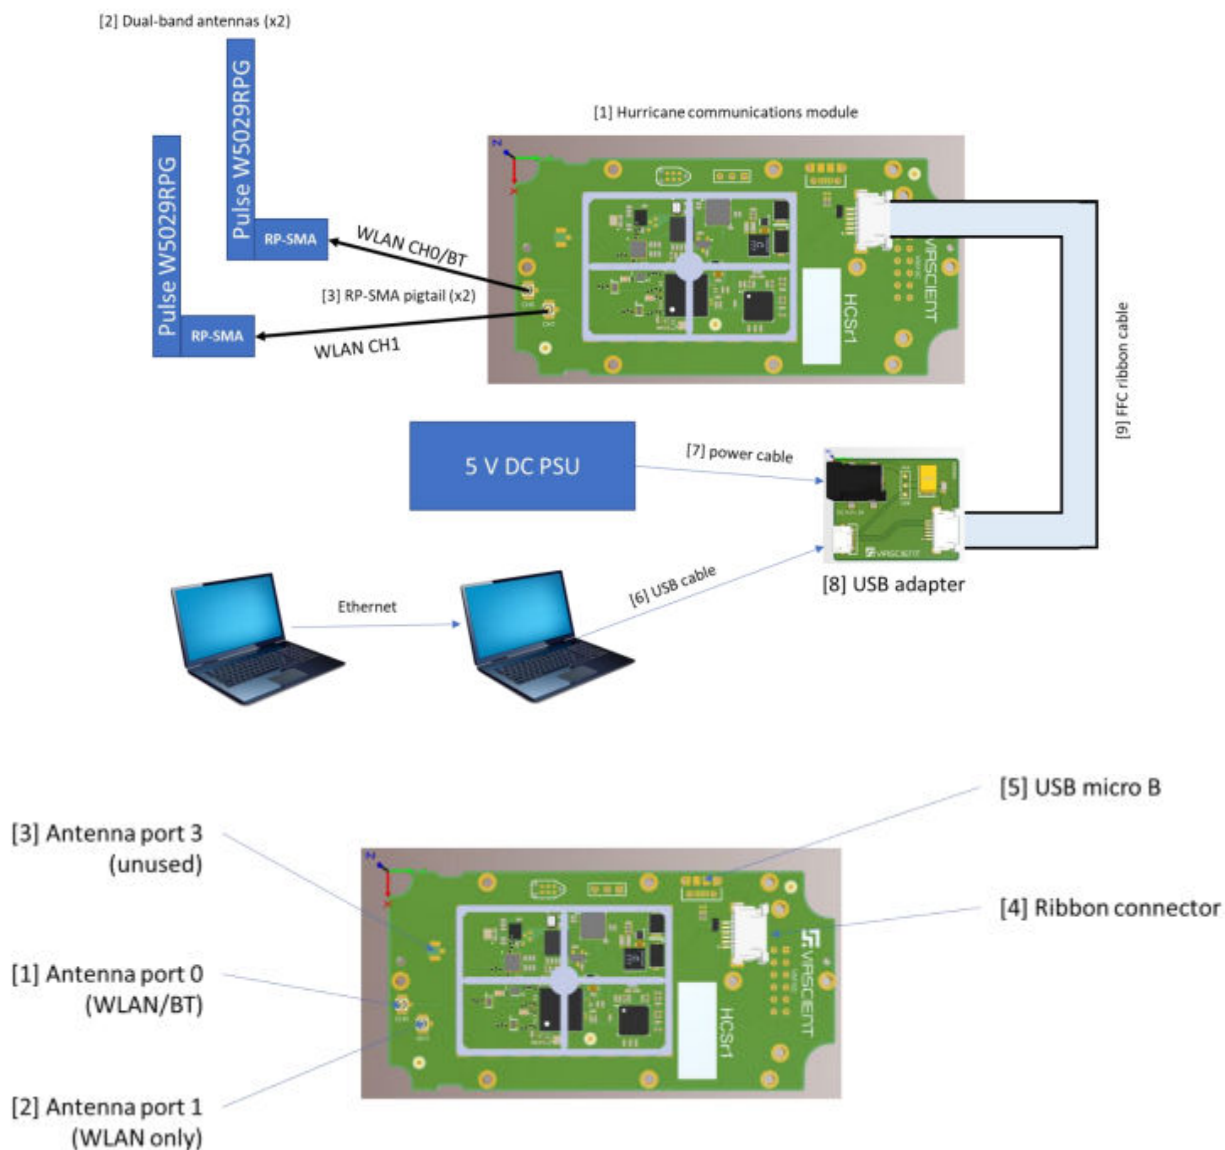 [2] Dual-band antennas (x2)
Pulse W5029RPG
RP-SMA
Pulse W5029RPG
RP-SMA
WLAN CH0/BT
[3] RP-SMA pigtail (x2)
WLAN CH1
[1] Hurricane communications module
HCSr1
VIRSCIENT
[9] FFC ribbon cable
5 V DC PSU
[7] power cable
VIRSCIENT
[8] USB adapter
[6] USB cable
Ethernet
[5] USB micro B
[3] Antenna port 3
(unused)
[4] Ribbon connector
[1] Antenna port 0
(WLAN/BT)
HCSr1
VIRSCIENT
[2] Antenna port 1
(WLAN only)